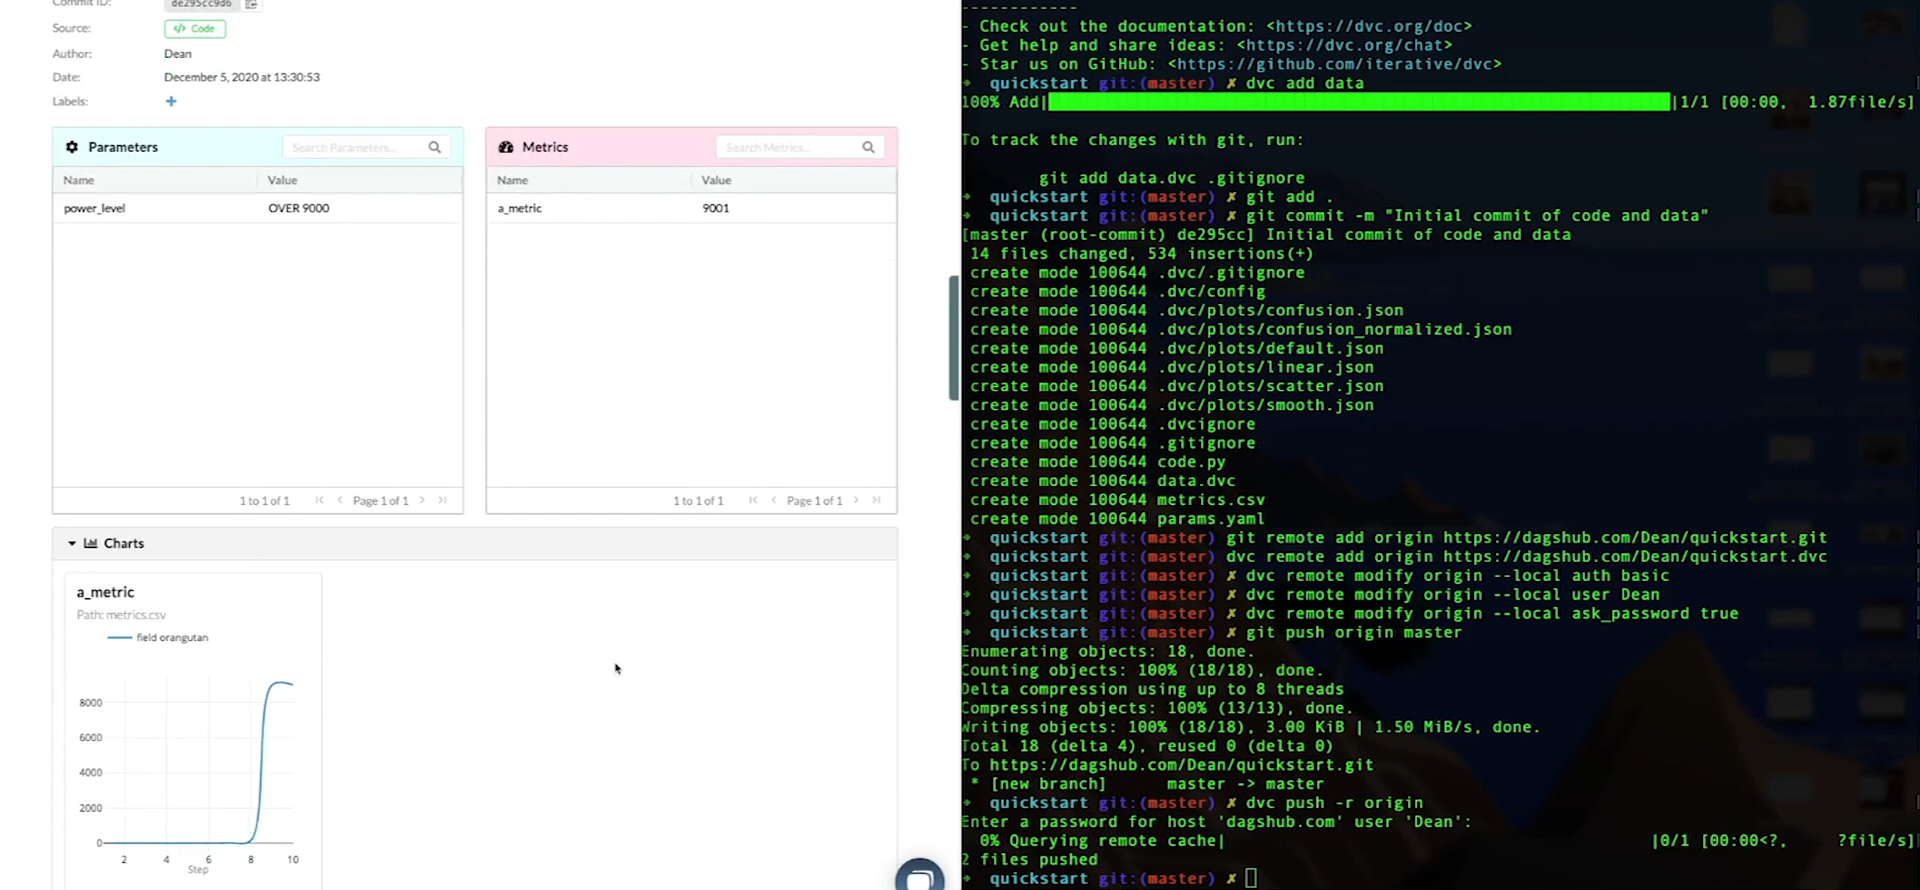 Commit ID: de295cc9d6
Source: </> Code
Author: Dean
Date: December 5, 2020 at 13:30:53
Labels: +
Parameters
Search Parameters...
Name Value
power_level OVER 9000
1 to 1 of 1 Page 1 of 1
Metrics
Search Metrics...
Name Value
a_metric 9001
1 to 1 of 1 Page 1 of 1
Charts
a_metric
Path: metrics.csv
field orangutan
8000
6000
4000
2000
0
2 4 6 8 10
Step
------------
- Check out the documentation: <https://dvc.org/doc>
- Get help and share ideas: <https://dvc.org/chat>
- Star us on GitHub: <https://github.com/iterative/dvc>
➜ quickstart git:(master) ✗ dvc add data
100% Add| |1/1 [00:00, 1.87file/s]
To track the changes with git, run:
git add data.dvc .gitignore
➜ quickstart git:(master) ✗ git add .
➜ quickstart git:(master) ✗ git commit -m "Initial commit of code and data"
[master (root-commit) de295cc] Initial commit of code and data
14 files changed, 534 insertions(+)
create mode 100644 .dvc/.gitignore
create mode 100644 .dvc/config
create mode 100644 .dvc/plots/confusion.json
create mode 100644 .dvc/plots/confusion_normalized.json
create mode 100644 .dvc/plots/default.json
create mode 100644 .dvc/plots/linear.json
create mode 100644 .dvc/plots/scatter.json
create mode 100644 .dvc/plots/smooth.json
create mode 100644 .dvcignore
create mode 100644 .gitignore
create mode 100644 code.py
create mode 100644 data.dvc
create mode 100644 metrics.csv
create mode 100644 params.yaml
➜ quickstart git:(master) git remote add origin https://dagshub.com/Dean/quickstart.git
➜ quickstart git:(master) dvc remote add origin https://dagshub.com/Dean/quickstart.dvc
➜ quickstart git:(master) ✗ dvc remote modify origin --local auth basic
➜ quickstart git:(master) ✗ dvc remote modify origin --local user Dean
➜ quickstart git:(master) ✗ dvc remote modify origin --local ask_password true
➜ quickstart git:(master) ✗ git push origin master
Enumerating objects: 18, done.
Counting objects: 100% (18/18), done.
Delta compression using up to 8 threads
Compressing objects: 100% (13/13), done.
Writing objects: 100% (18/18), 3.00 KiB | 1.50 MiB/s, done.
Total 18 (delta 4), reused 0 (delta 0)
To https://dagshub.com/Dean/quickstart.git
* [new branch] master -> master
➜ quickstart git:(master) ✗ dvc push -r origin
Enter a password for host 'dagshub.com' user 'Dean':
0% Querying remote cache| |0/1 [00:00<?, ?file/s]
2 files pushed
➜ quickstart git:(master) ✗